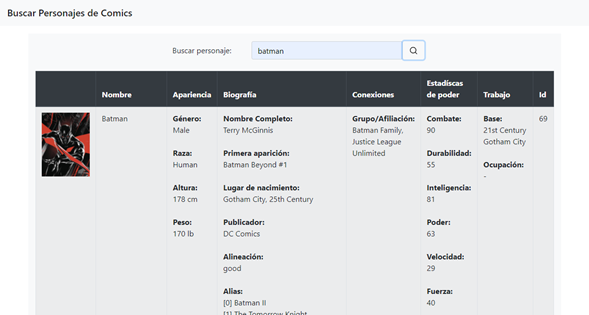 Buscar Personajes de Comics
Buscar personaje:
batman
Nombre
Apariencia
Biografía
Conexiones
Estadíscas
de poder
Trabajo
Id
Batman
Género:
Male
Raza:
Human
Altura:
178 cm
Peso:
170 lb
Nombre Completo:
Terry McGinnis
Primera aparición:
Batman Beyond #1
Lugar de nacimiento:
Gotham City, 25th Century
Publicador:
DC Comics
Alineación:
good
Alias:
[0] Batman II
[1] The Tomorrow Knight
Grupo/Afiliación:
Batman Family,
Justice League
Unlimited
Combate:
90
Durabilidad:
55
Inteligencia:
81
Poder:
63
Velocidad:
29
Fuerza:
40
Base:
21st Century
Gotham City
Ocupación:
-
69